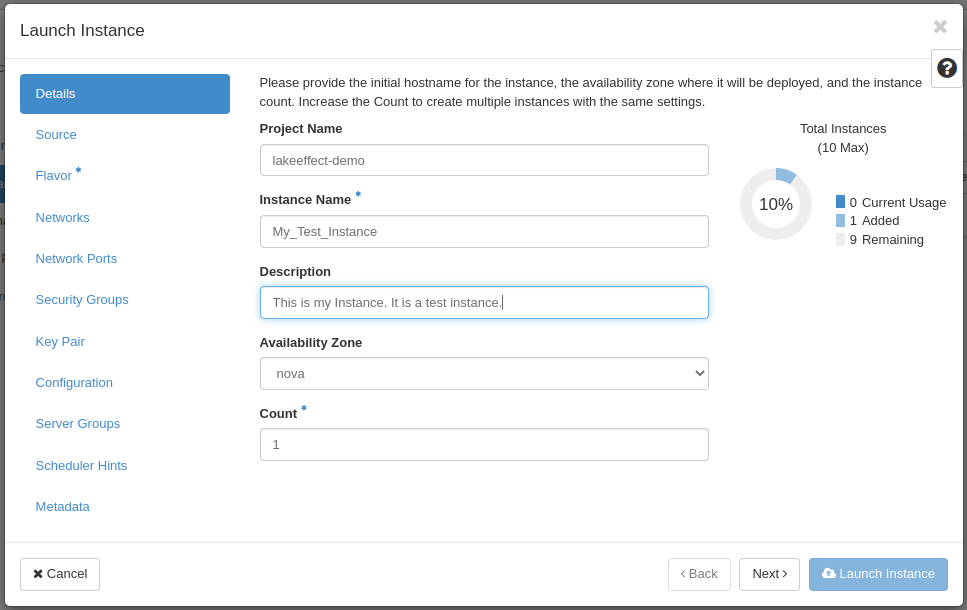 Launch Instance
Details
Source
Flavor *
Networks
Network Ports
Security Groups
Key Pair
Configuration
Server Groups
Scheduler Hints
Metadata
Please provide the initial hostname for the instance, the availability zone where it will be deployed, and the instance
count. Increase the Count to create multiple instances with the same settings.
Project Name
lakeeffect-demo
Instance Name *
My_Test_Instance
Description
This is my Instance. It is a test instance.
Availability Zone
nova
Count *
1
Total Instances
(10 Max)
10%
0 Current Usage
1 Added
9 Remaining
✖ Cancel
‹ Back
Next ›
Launch Instance